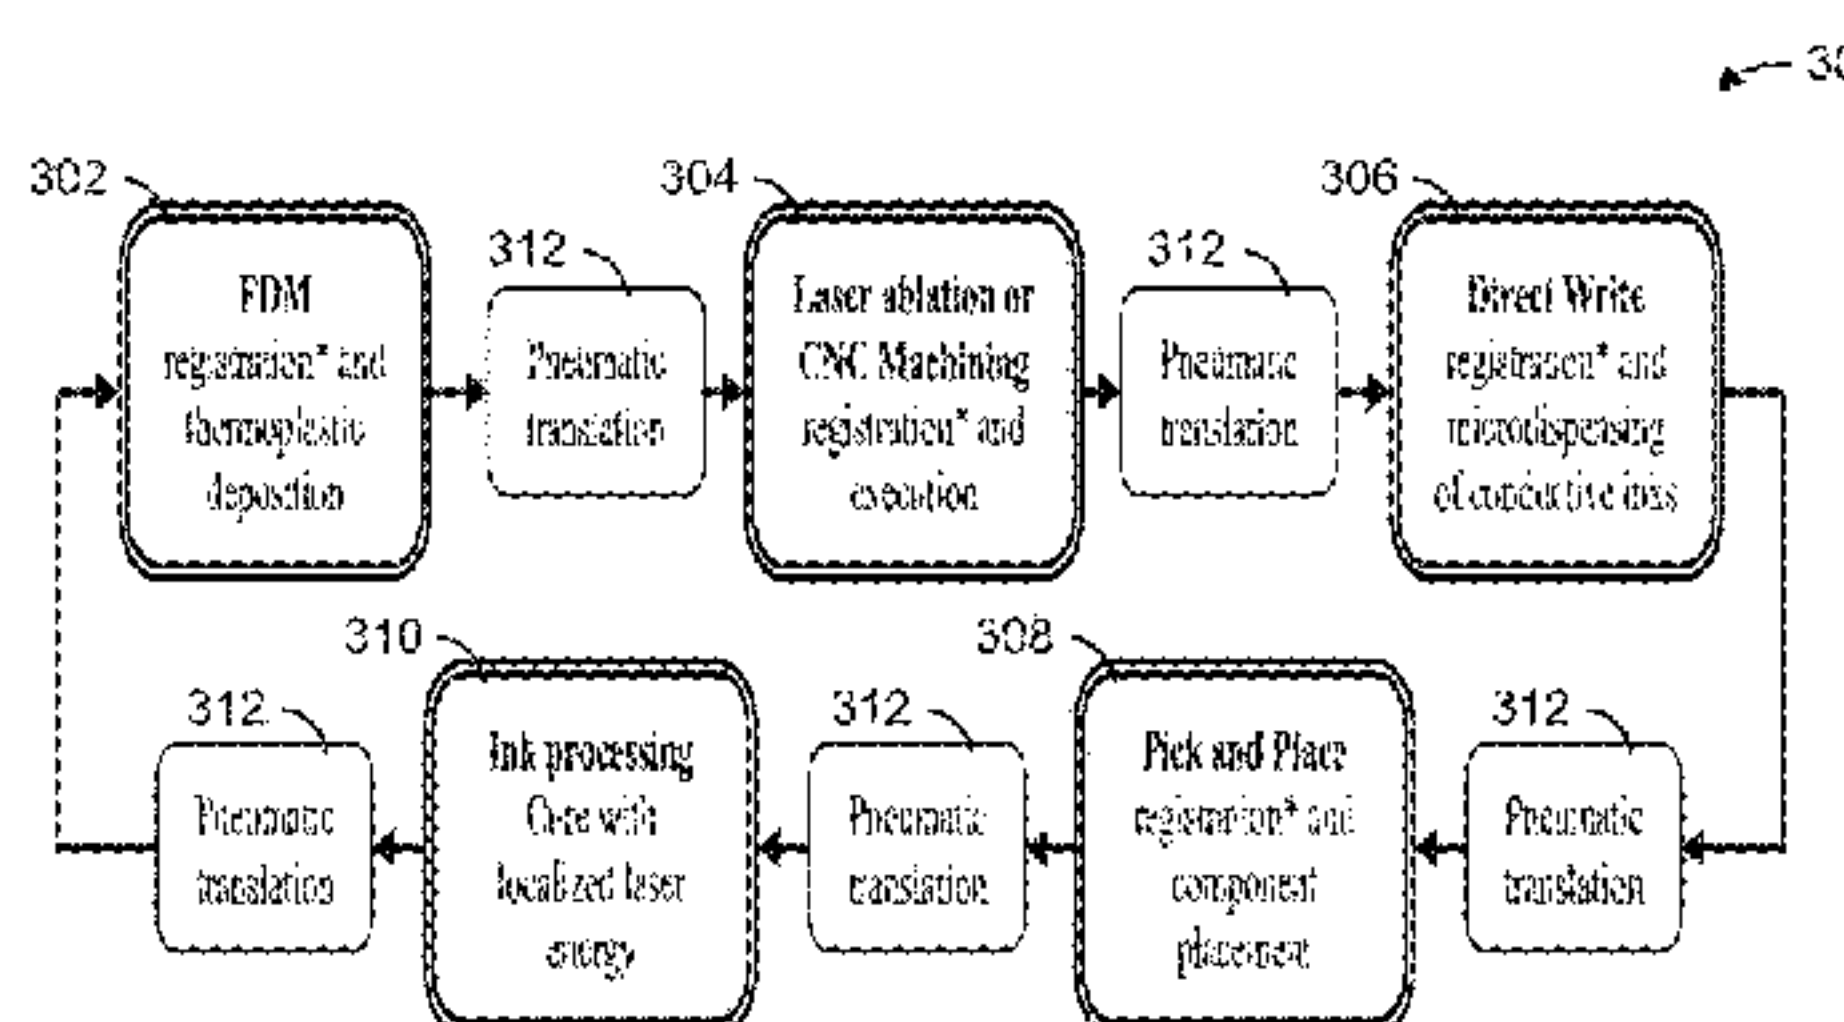 302
304
306
312
312
FDM
registration* and
thermoplastic
deposition
Pneumatic
translation
Laser ablation or
CNC Machining
registration* and
execution
Pneumatic
translation
Direct Write
registration* and
microdispensing
of conductive inks
310
308
312
312
312
Pneumatic
translation
Ink processing
Cure with
localized laser
energy
Pneumatic
translation
Pick and Place
registration* and
component
placement
Pneumatic
translation